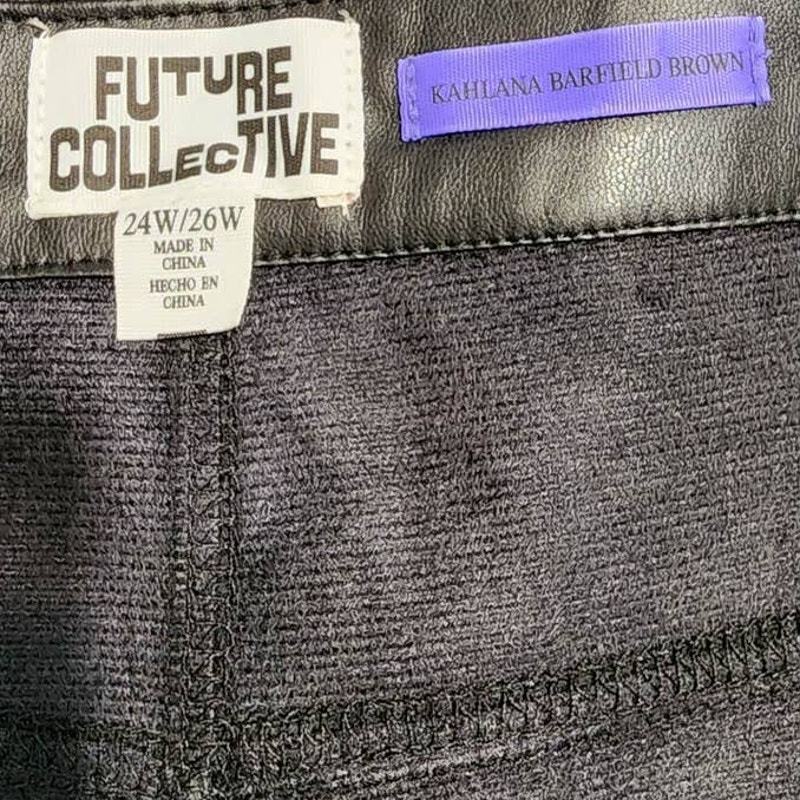 FUTURE
COLLECTIVE
KAHLANA BARFIELD BROWN
24W/26W
MADE IN
CHINA
HECHO EN
CHINA